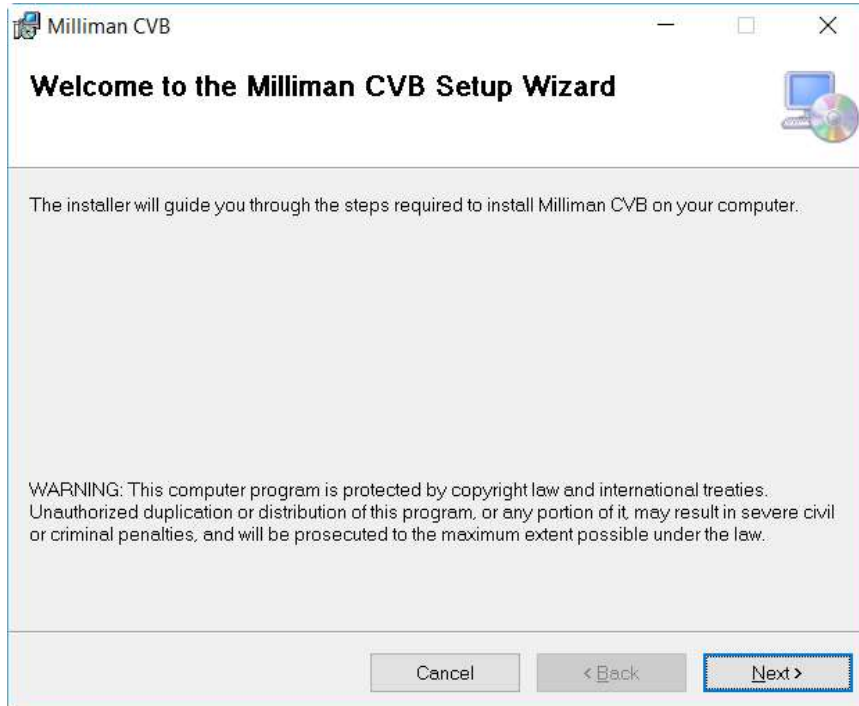 Milliman CVB
Welcome to the Milliman CVB Setup Wizard
The installer will guide you through the steps required to install Milliman CVB on your computer.
WARNING: This computer program is protected by copyright law and international treaties.
Unauthorized duplication or distribution of this program, or any portion of it, may result in severe civil
or criminal penalties, and will be prosecuted to the maximum extent possible under the law.
Cancel
< Back
Next >